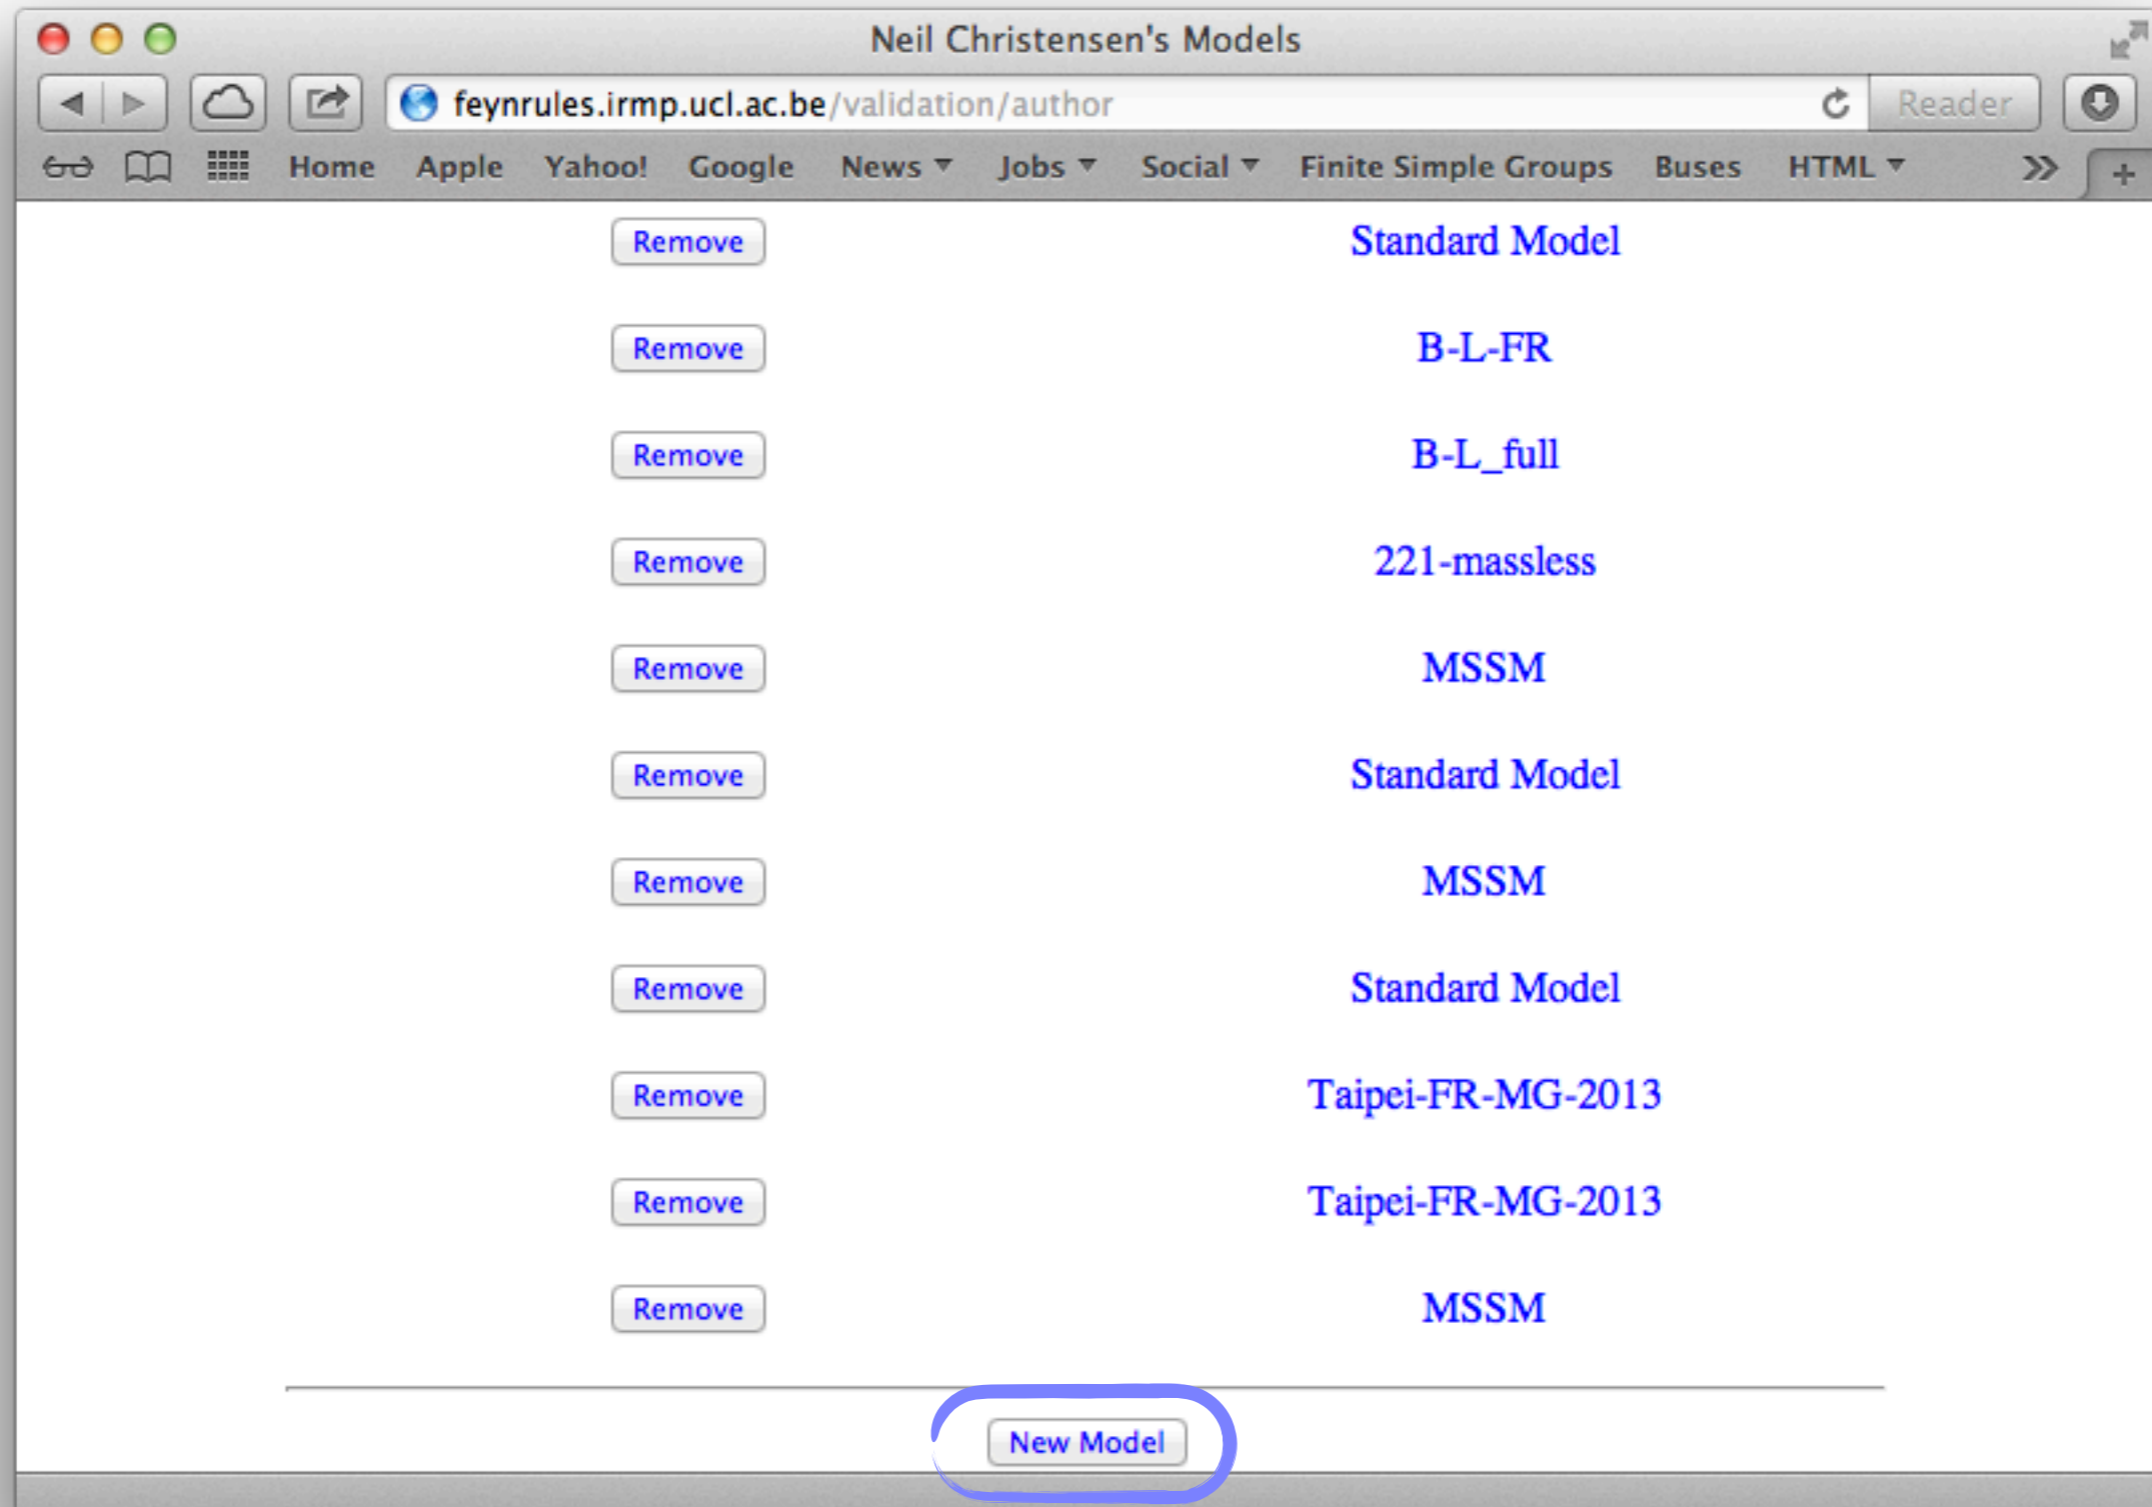 Neil Christensen's Models
feynrules.irmp.ucl.ac.be/validation/author Reader
Home Apple Yahoo! Google News Jobs Social Finite Simple Groups Buses HTML
Remove Standard Model
Remove B-L-FR
Remove B-L_full
Remove 221-massless
Remove MSSM
Remove Standard Model
Remove MSSM
Remove Standard Model
Remove Taipei-FR-MG-2013
Remove Taipei-FR-MG-2013
Remove MSSM
New Model